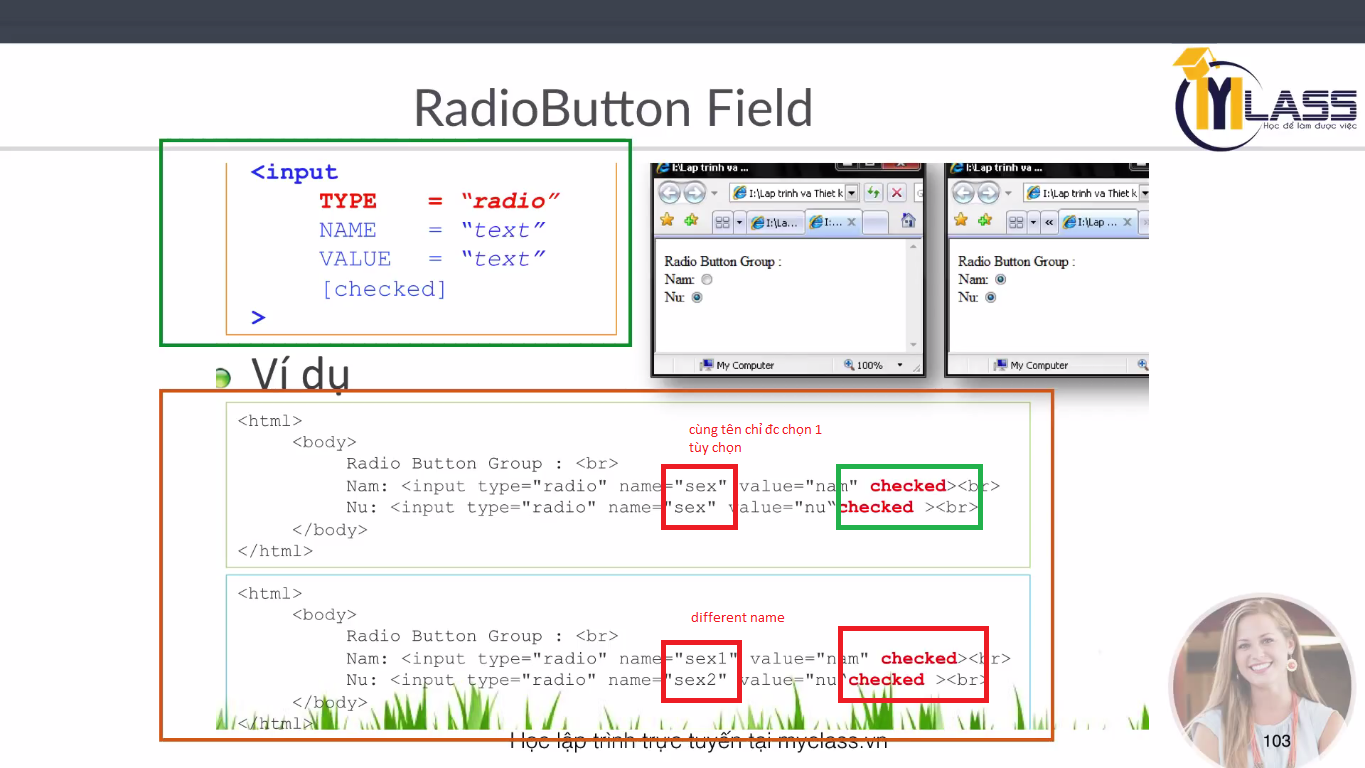 RadioButton Field
MYLASS
Học để làm được việc
<input
TYPE = “radio”
NAME = “text”
VALUE = “text”
[checked]
>
I:\Lap trinh va ...
I:\Lap trinh va Thiet k
I:\La...
I:...
Radio Button Group :
Nam:
Nu:
My Computer
100%
I:\Lap trinh va ...
I:\Lap trinh va Thiet k
I:\Lap ...
Radio Button Group :
Nam:
Nu:
My Computer
Ví dụ
<html>
<body>
cùng tên chỉ đc chọn 1
tùy chọn
Radio Button Group : <br>
Nam: <input type="radio" name="sex" value="nam" checked><br>
Nu: <input type="radio" name="sex" value="nu“checked ><br>
</body>
</html>
<html>
<body>
different name
Radio Button Group : <br>
Nam: <input type="radio" name="sex1" value="nam" checked><br>
Nu: <input type="radio" name="sex2" value="nu“checked ><br>
</body>
</html>
Học lập trình trực tuyến tại myclass.vn
103